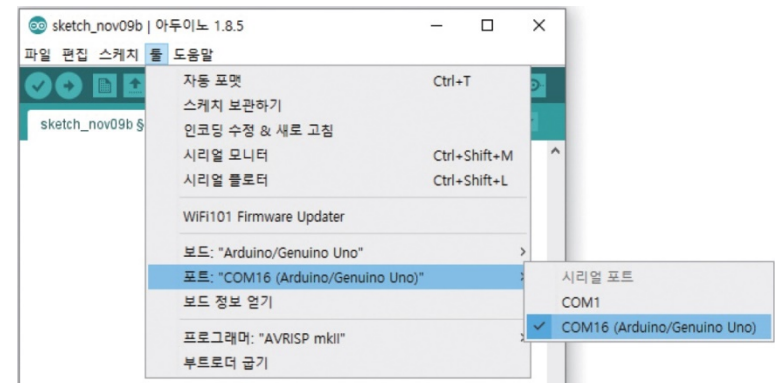 sketch_nov09b | 아두이노 1.8.5
파일 편집 스케치 툴 도움말
sketch_nov09b §
자동 포맷 Ctrl+T
스케치 보관하기
인코딩 수정 & 새로 고침
시리얼 모니터 Ctrl+Shift+M
시리얼 플로터 Ctrl+Shift+L
WiFi101 Firmware Updater
보드: "Arduino/Genuino Uno"
포트: "COM16 (Arduino/Genuino Uno)"
보드 정보 얻기
프로그래머: "AVRISP mkII"
부트로더 굽기
시리얼 포트
COM1
COM16 (Arduino/Genuino Uno)